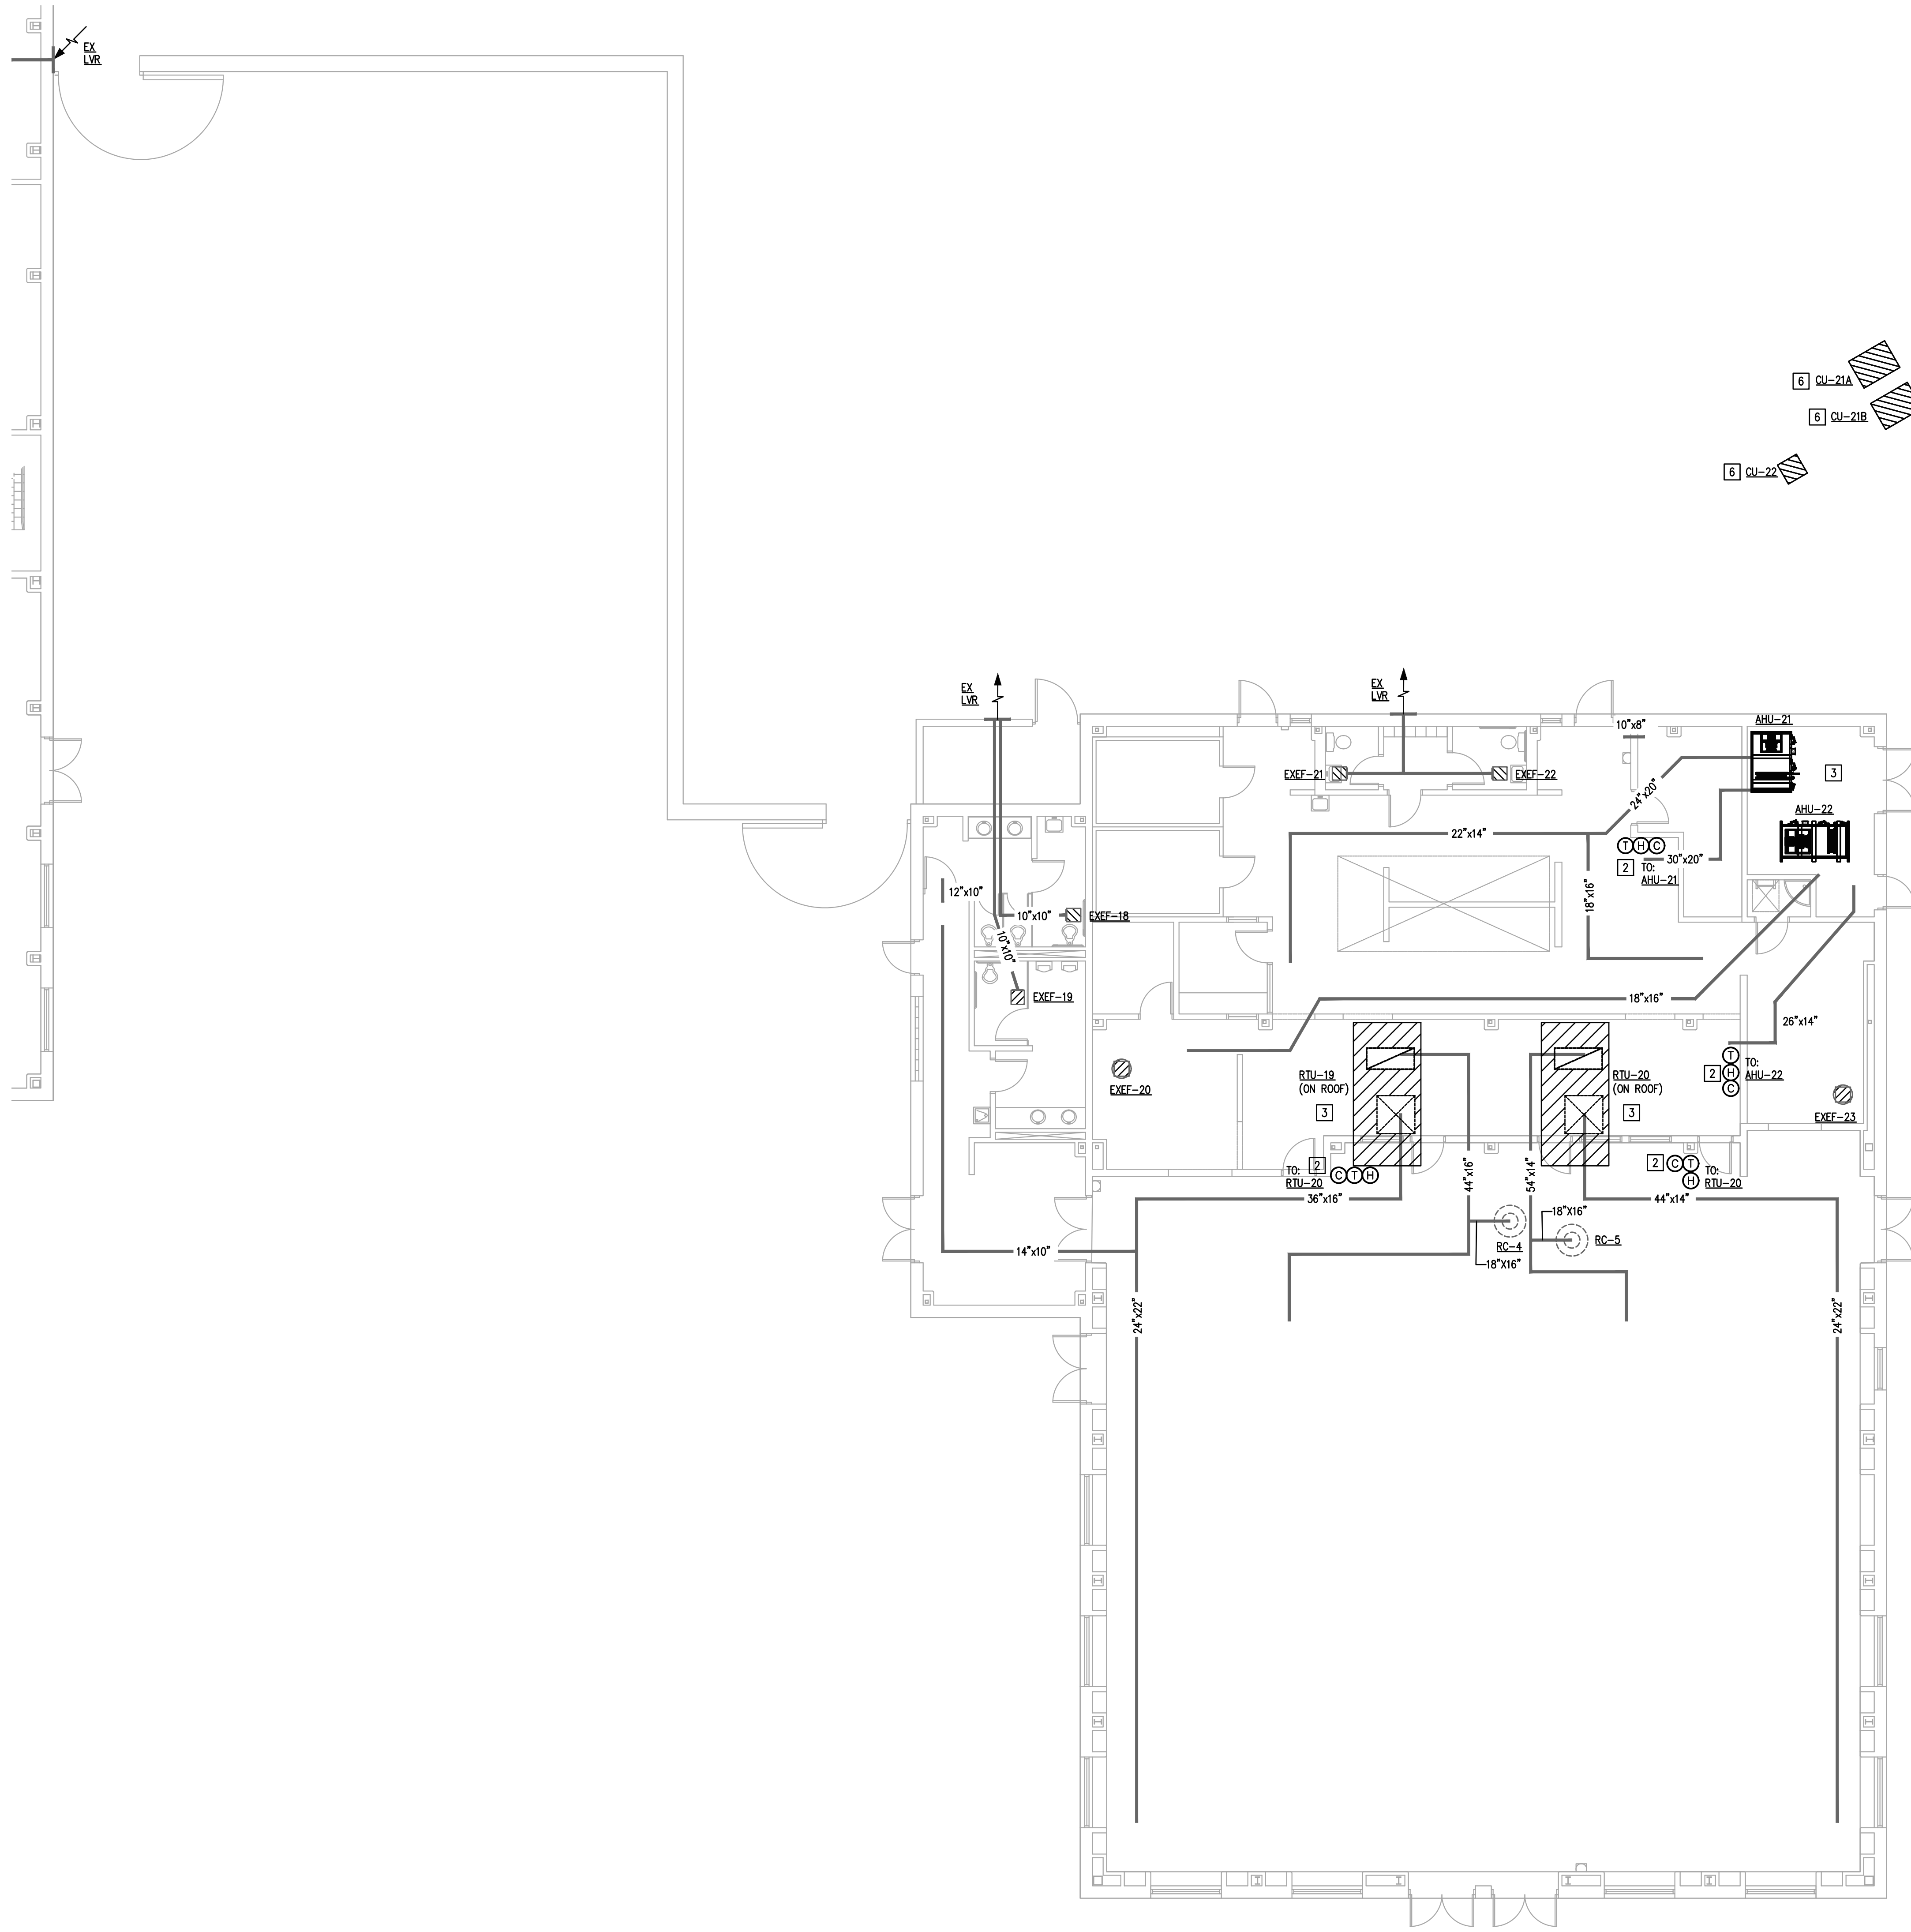 EX
LVR
6 CU-21A
6 CU-21B
6 CU-22
EX
LVR
EX
LVR
10"x8"
AHU-21
3
EXEF-21
EXEF-22
24"x20"
AHU-22
22"x14"
T H C
30"x20"
2 TO:
AHU-21
12"x10"
18"x16"
10"x10"
EXEF-18
10"x10"
EXEF-19
18"x16"
26"x14"
T
H
C
2
TO:
AHU-22
EXEF-20
RTU-19
(ON ROOF)
3
RTU-20
(ON ROOF)
3
EXEF-23
TO:
RTU-20
2
C T H
44"x16"
54"x14"
2 C T
H
TO:
RTU-20
36"x16"
44"x14"
18"X16"
RC-4
RC-5
18"X16"
14"x10"
24"x22"
24"x22"